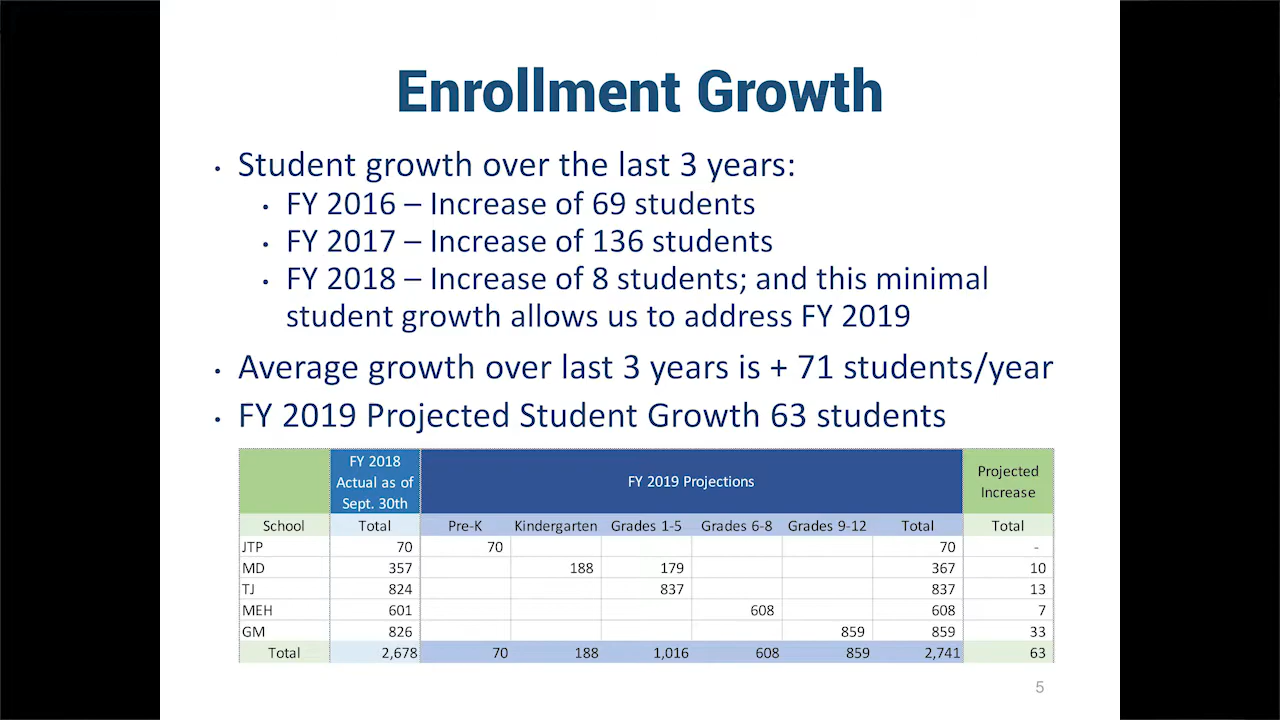 Enrollment Growth
• Student growth over the last 3 years:
• FY 2016 – Increase of 69 students
• FY 2017 – Increase of 136 students
• FY 2018 – Increase of 8 students; and this minimal
student growth allows us to address FY 2019
• Average growth over last 3 years is + 71 students/year
• FY 2019 Projected Student Growth 63 students
FY 2018
Actual as of
Sept. 30th
FY 2019 Projections
Projected
Increase
School Total Pre-K Kindergarten Grades 1-5 Grades 6-8 Grades 9-12 Total Total
JTP 70 70 70 -
MD 357 188 179 367 10
TJ 824 837 837 13
MEH 601 608 608 7
GM 826 859 859 33
Total 2,678 70 188 1,016 608 859 2,741 63
5